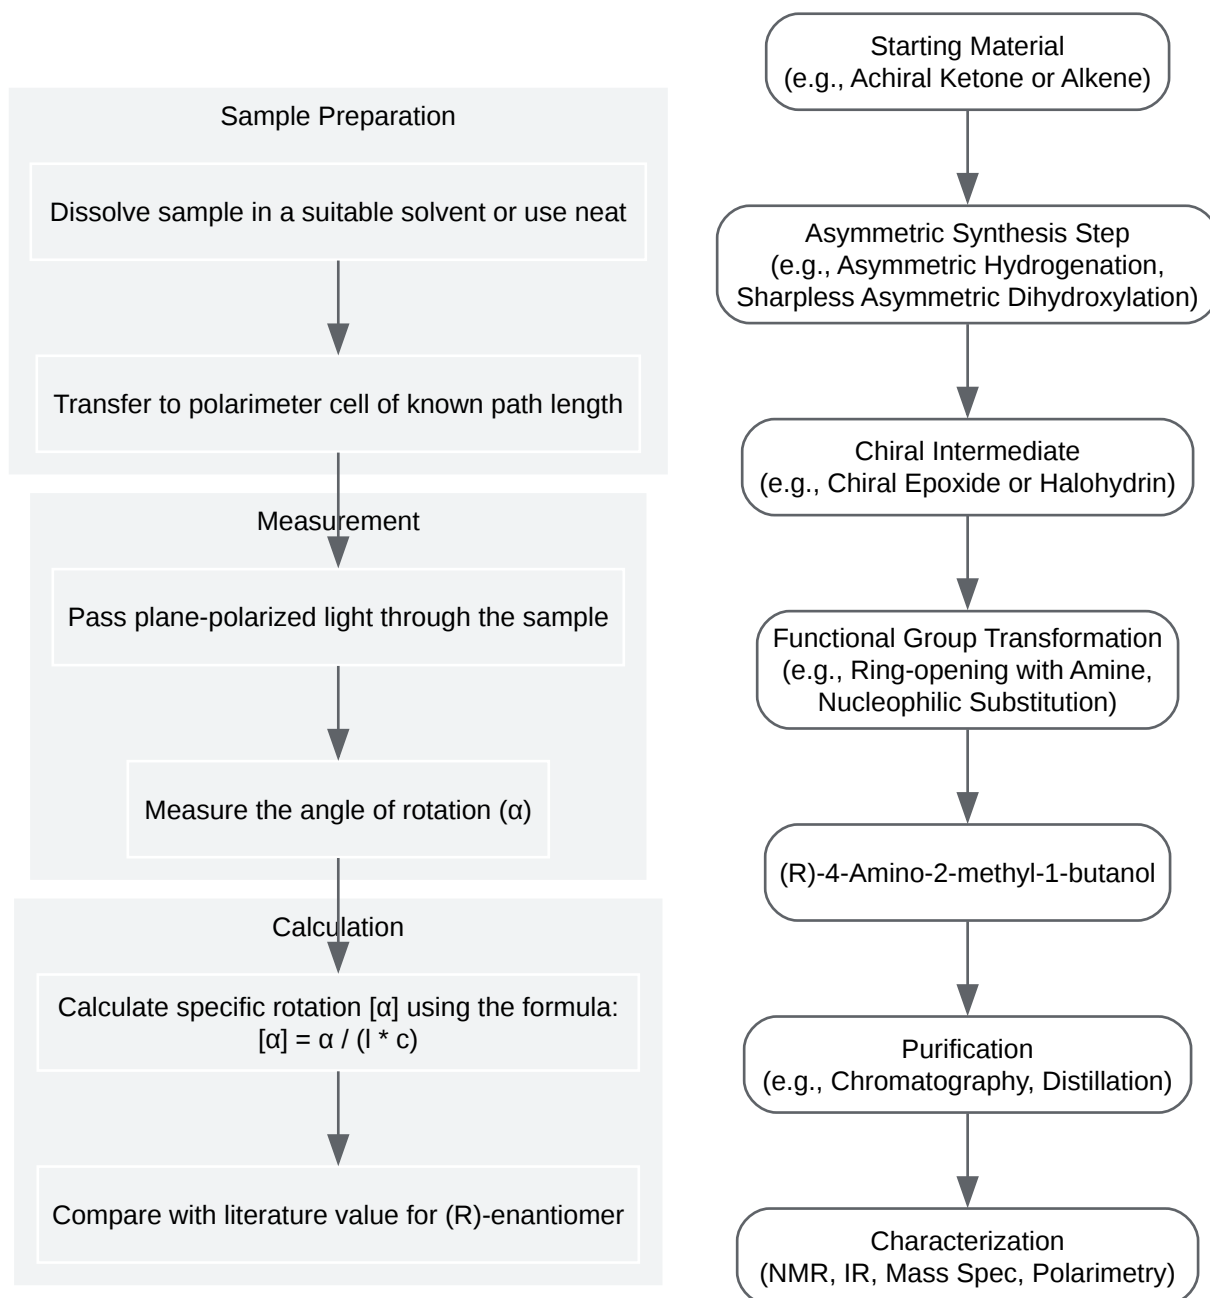 Sample Preparation
Dissolve sample in a suitable solvent or use neat
Transfer to polarimeter cell of known path length
Measurement
Pass plane-polarized light through the sample
Measure the angle of rotation (α)
Calculation
Calculate specific rotation [α] using the formula:
[α] = α / (l * c)
Compare with literature value for (R)-enantiomer
Starting Material
(e.g., Achiral Ketone or Alkene)
Asymmetric Synthesis Step
(e.g., Asymmetric Hydrogenation,
Sharpless Asymmetric Dihydroxylation)
Chiral Intermediate
(e.g., Chiral Epoxide or Halohydrin)
Functional Group Transformation
(e.g., Ring-opening with Amine,
Nucleophilic Substitution)
(R)-4-Amino-2-methyl-1-butanol
Purification
(e.g., Chromatography, Distillation)
Characterization
(NMR, IR, Mass Spec, Polarimetry)